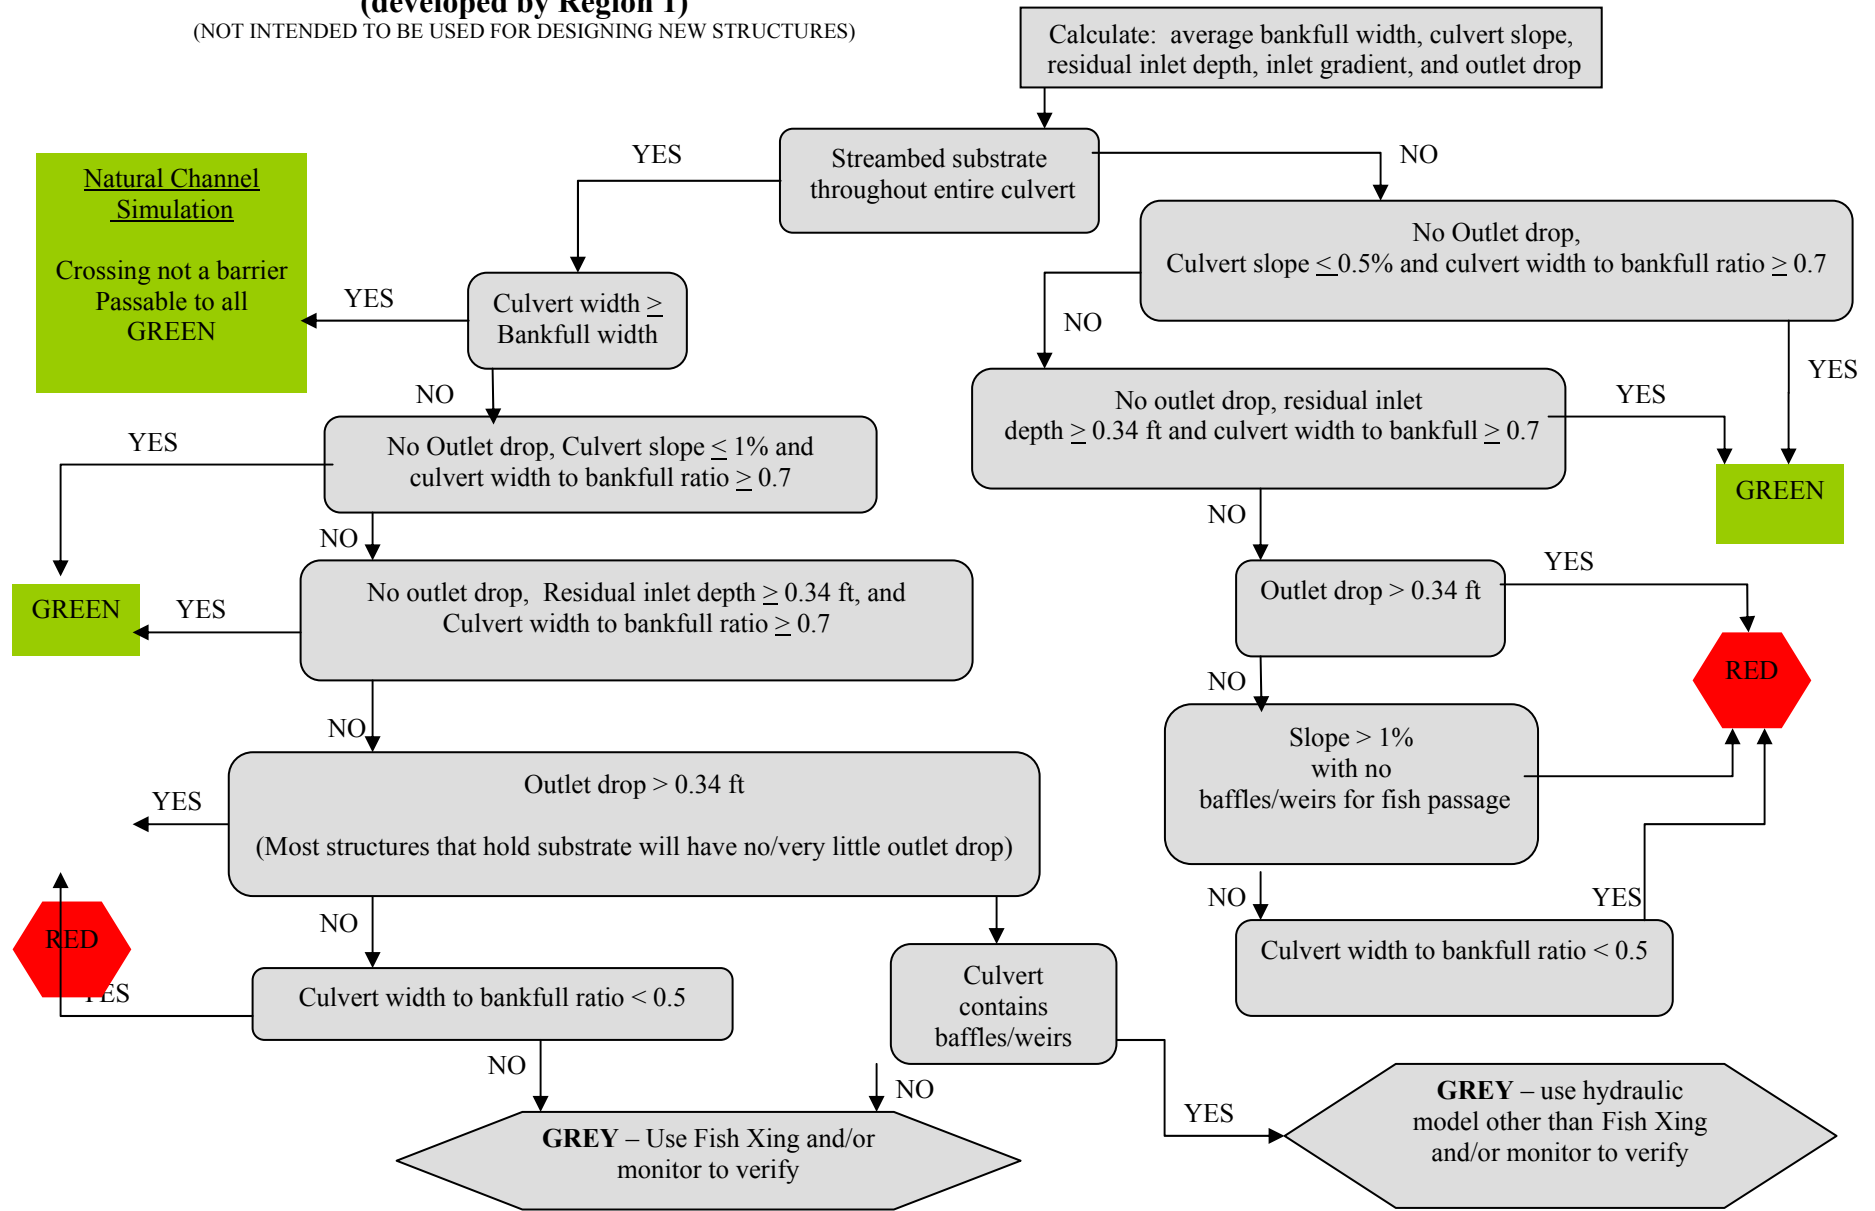 (developed by Region 1)
(NOT INTENDED TO BE USED FOR DESIGNING NEW STRUCTURES)
Calculate: average bankfull width, culvert slope,
residual inlet depth, inlet gradient, and outlet drop
YES
Streambed substrate
throughout entire culvert
NO
Natural Channel
Simulation
Crossing not a barrier
Passable to all
GREEN
YES
Culvert width ≥
Bankfull width
No Outlet drop,
Culvert slope ≤ 0.5% and culvert width to bankfull ratio ≥ 0.7
NO
YES
NO
No outlet drop, residual inlet
depth ≥ 0.34 ft and culvert width to bankfull ≥ 0.7
YES
YES
No Outlet drop, Culvert slope ≤ 1% and
culvert width to bankfull ratio ≥ 0.7
GREEN
NO
NO
GREEN
YES
No outlet drop, Residual inlet depth ≥ 0.34 ft, and
Culvert width to bankfull ratio ≥ 0.7
Outlet drop > 0.34 ft
YES
RED
NO
NO
Slope > 1%
with no
baffles/weirs for fish passage
YES
Outlet drop > 0.34 ft
(Most structures that hold substrate will have no/very little outlet drop)
NO
YES
NO
RED
YES
Culvert width to bankfull ratio < 0.5
Culvert
contains
baffles/weirs
Culvert width to bankfull ratio < 0.5
NO
NO
YES
GREY – Use Fish Xing and/or
monitor to verify
GREY – use hydraulic
model other than Fish Xing
and/or monitor to verify